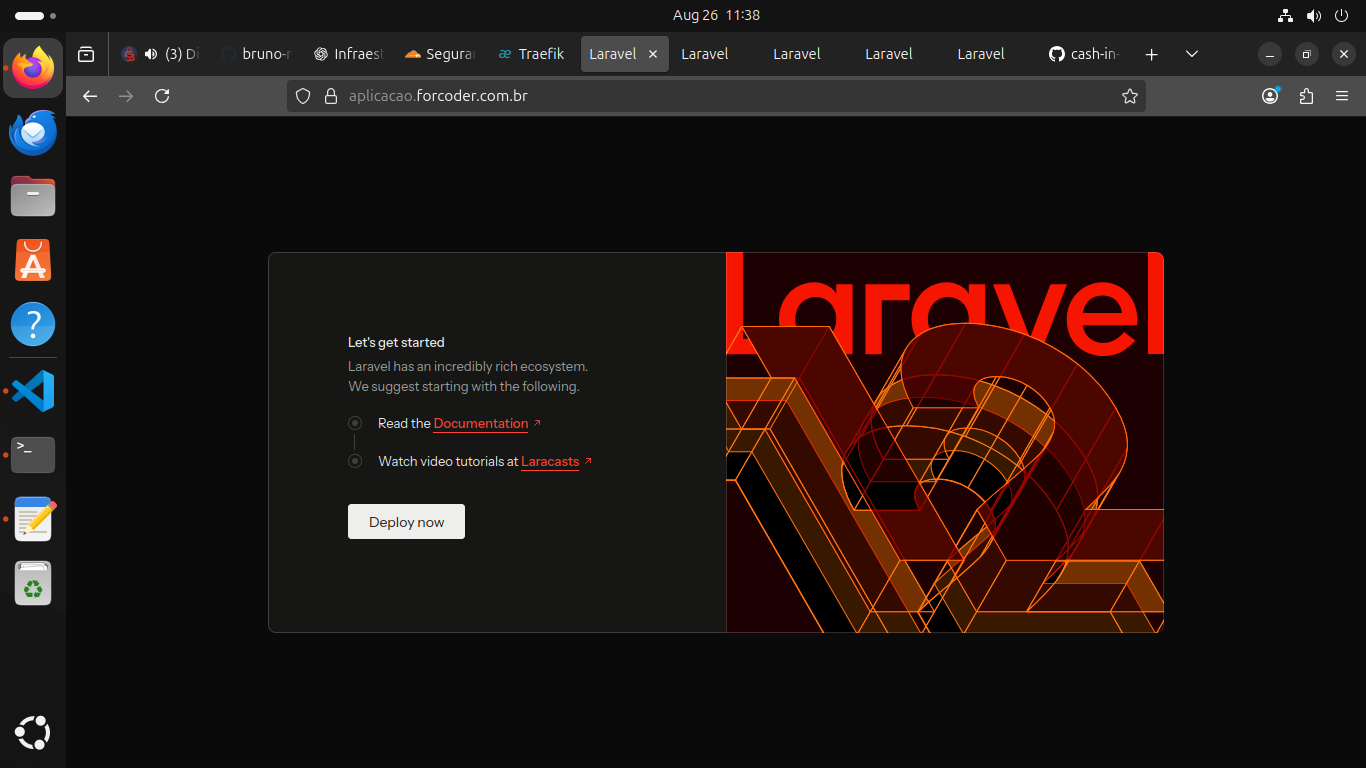 Aug 26 11:38
(3) Di
bruno-r
Infraest
Segurar
Traefik
Laravel
Laravel
Laravel
Laravel
Laravel
cash-in-
aplicacao.forcoder.com.br
Let's get started
Laravel has an incredibly rich ecosystem.
We suggest starting with the following.
Read the Documentation
Watch video tutorials at Laracasts
Deploy now
Laravel